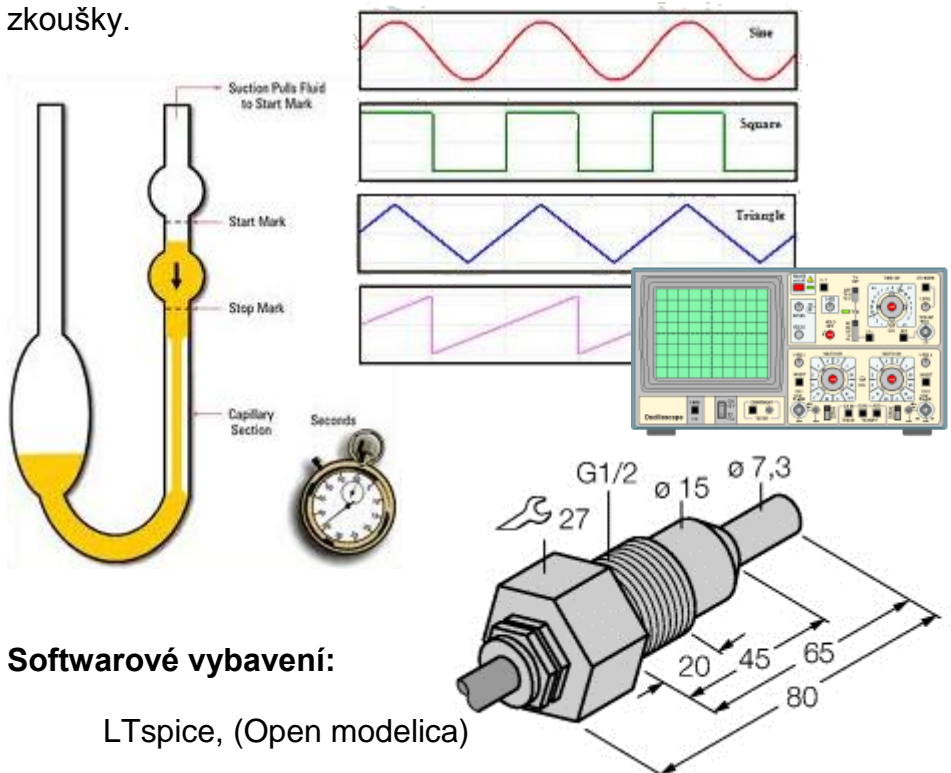 zkoušky.
Suction Pulls Fluid
to Start Mark
Start Mark
Stop Mark
Capillary
Section
Seconds
Sine
Square
Triangle
Oscilloscope
G1/2
ø 15
ø 7,3
27
20
45
65
80
Softwarové vybavení:
LTspice, (Open modelica)